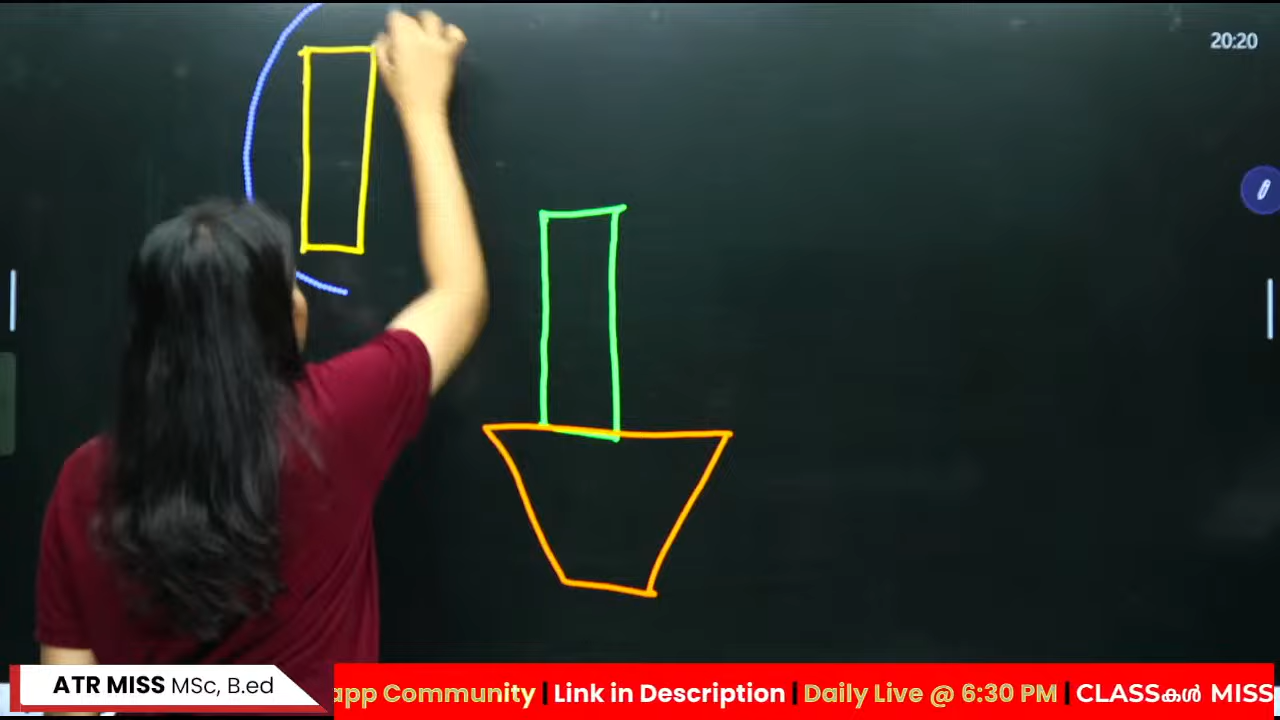 20:20
ATR MISS MSc, B.ed
app Community | Link in Description | Daily Live @ 6:30 PM | CLASSകൾ MISS